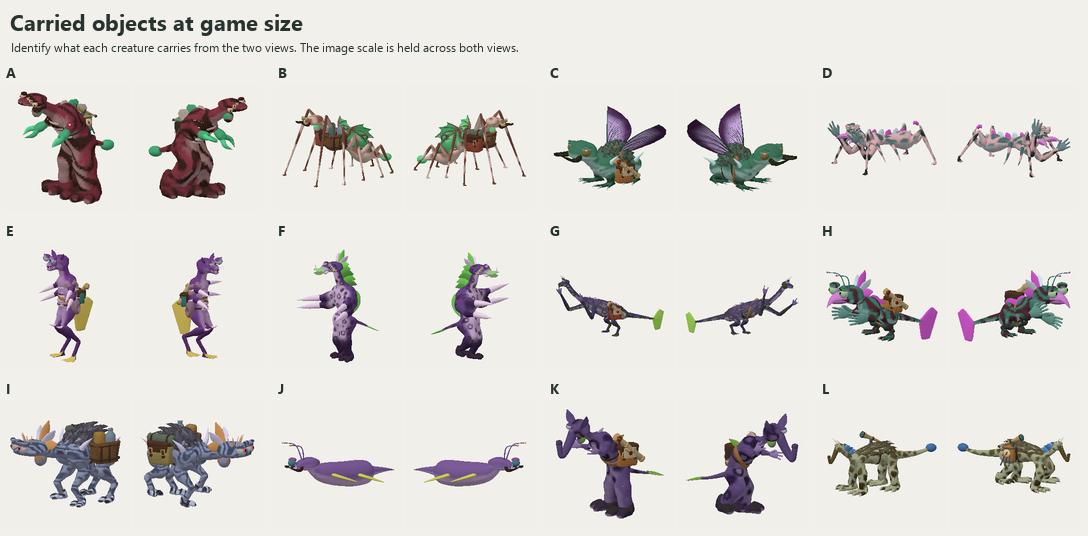 Carried objects at game size
Identify what each creature carries from the two views. The image scale is held across both views.
A
B
C
D
E
F
G
H
I
J
K
L